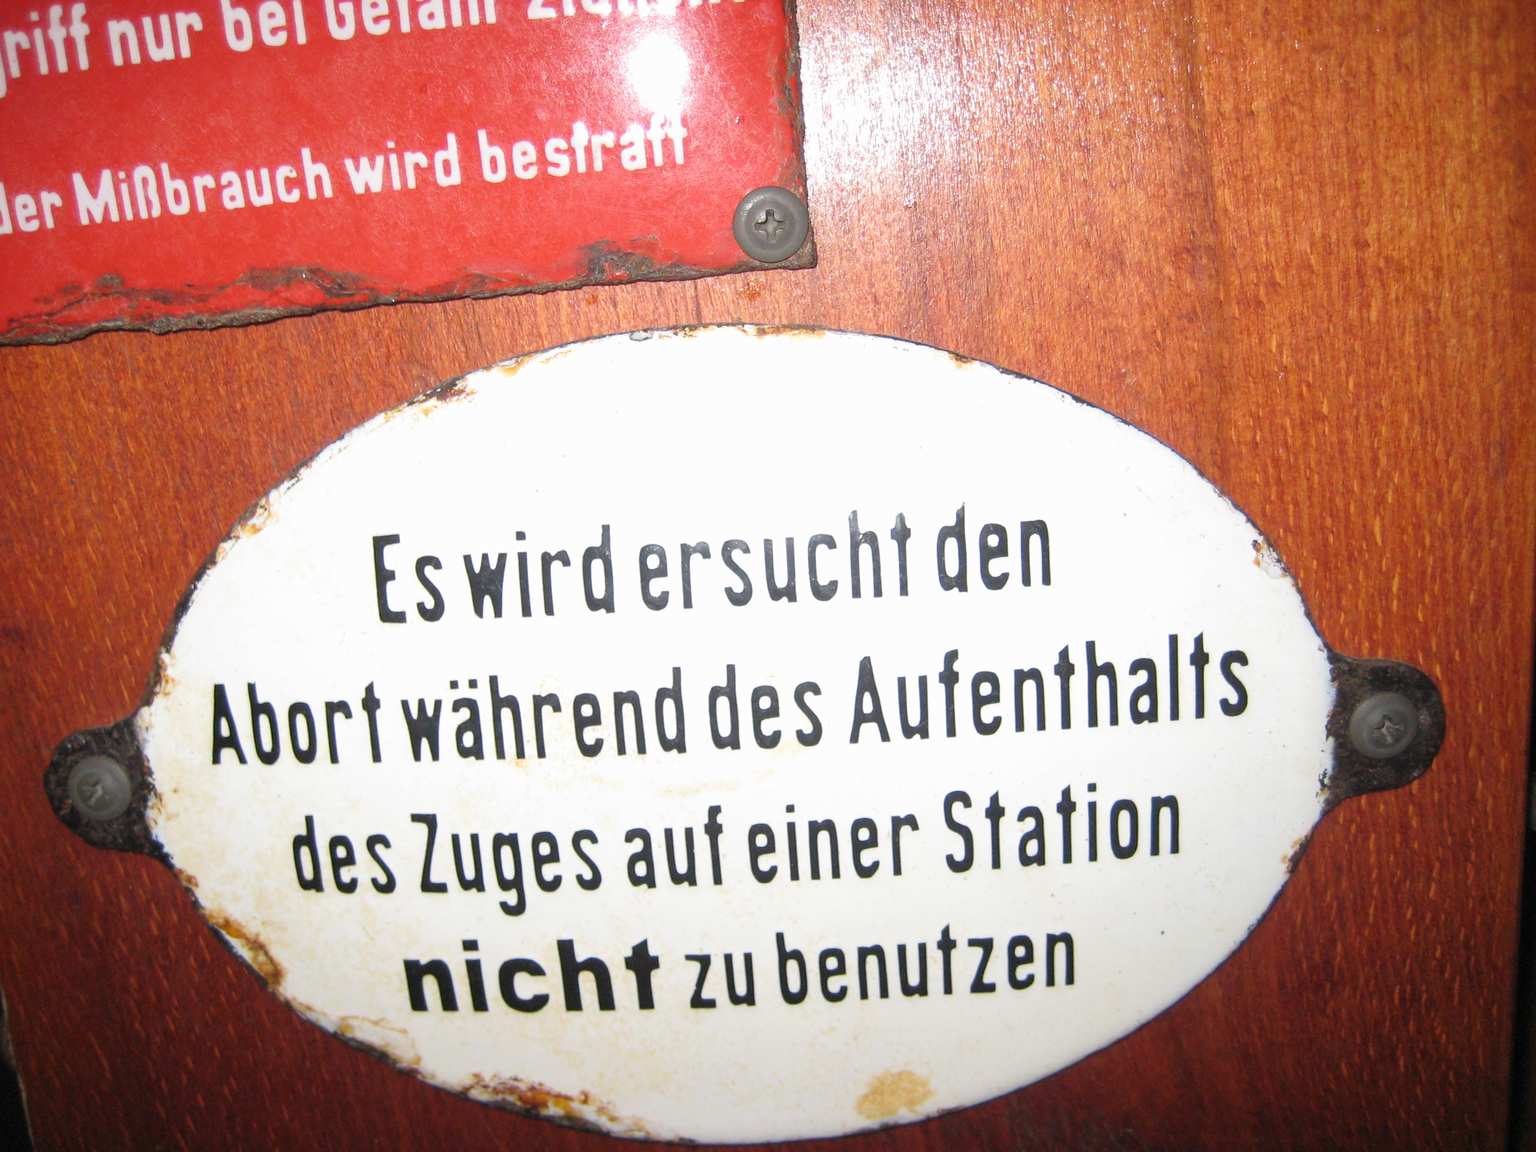 griff nur bei Gefahr ziehen
der Mißbrauch wird bestraft
Es wird ersucht den
Abort während des Aufenthalts
des Zuges auf einer Station
nicht zu benutzen